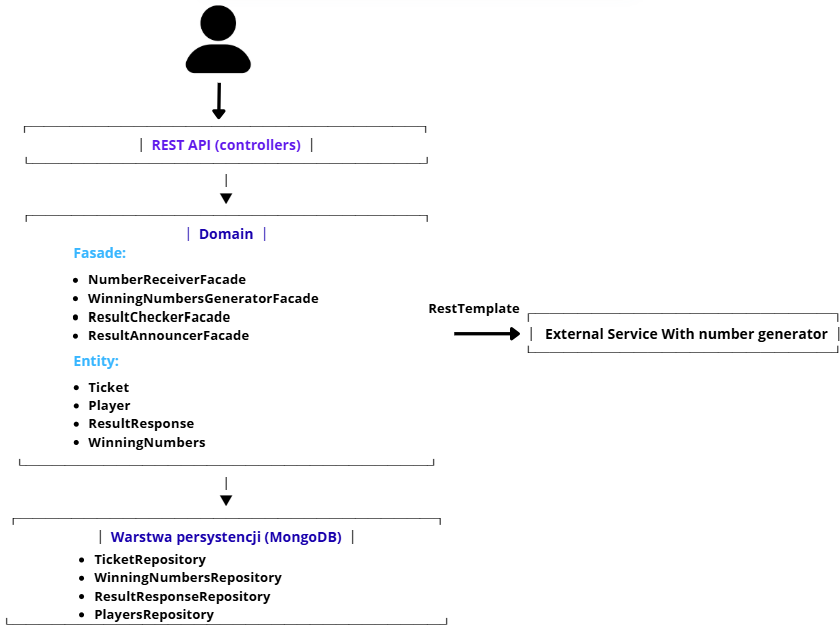 REST API (controllers)
Domain
Fasade:
NumberReceiverFacade
WinningNumbersGeneratorFacade
ResultCheckerFacade
ResultAnnouncerFacade
RestTemplate
External Service With number generator
Entity:
Ticket
Player
ResultResponse
WinningNumbers
Warstwa persystencji (MongoDB)
TicketRepository
WinningNumbersRepository
ResultResponseRepository
PlayersRepository